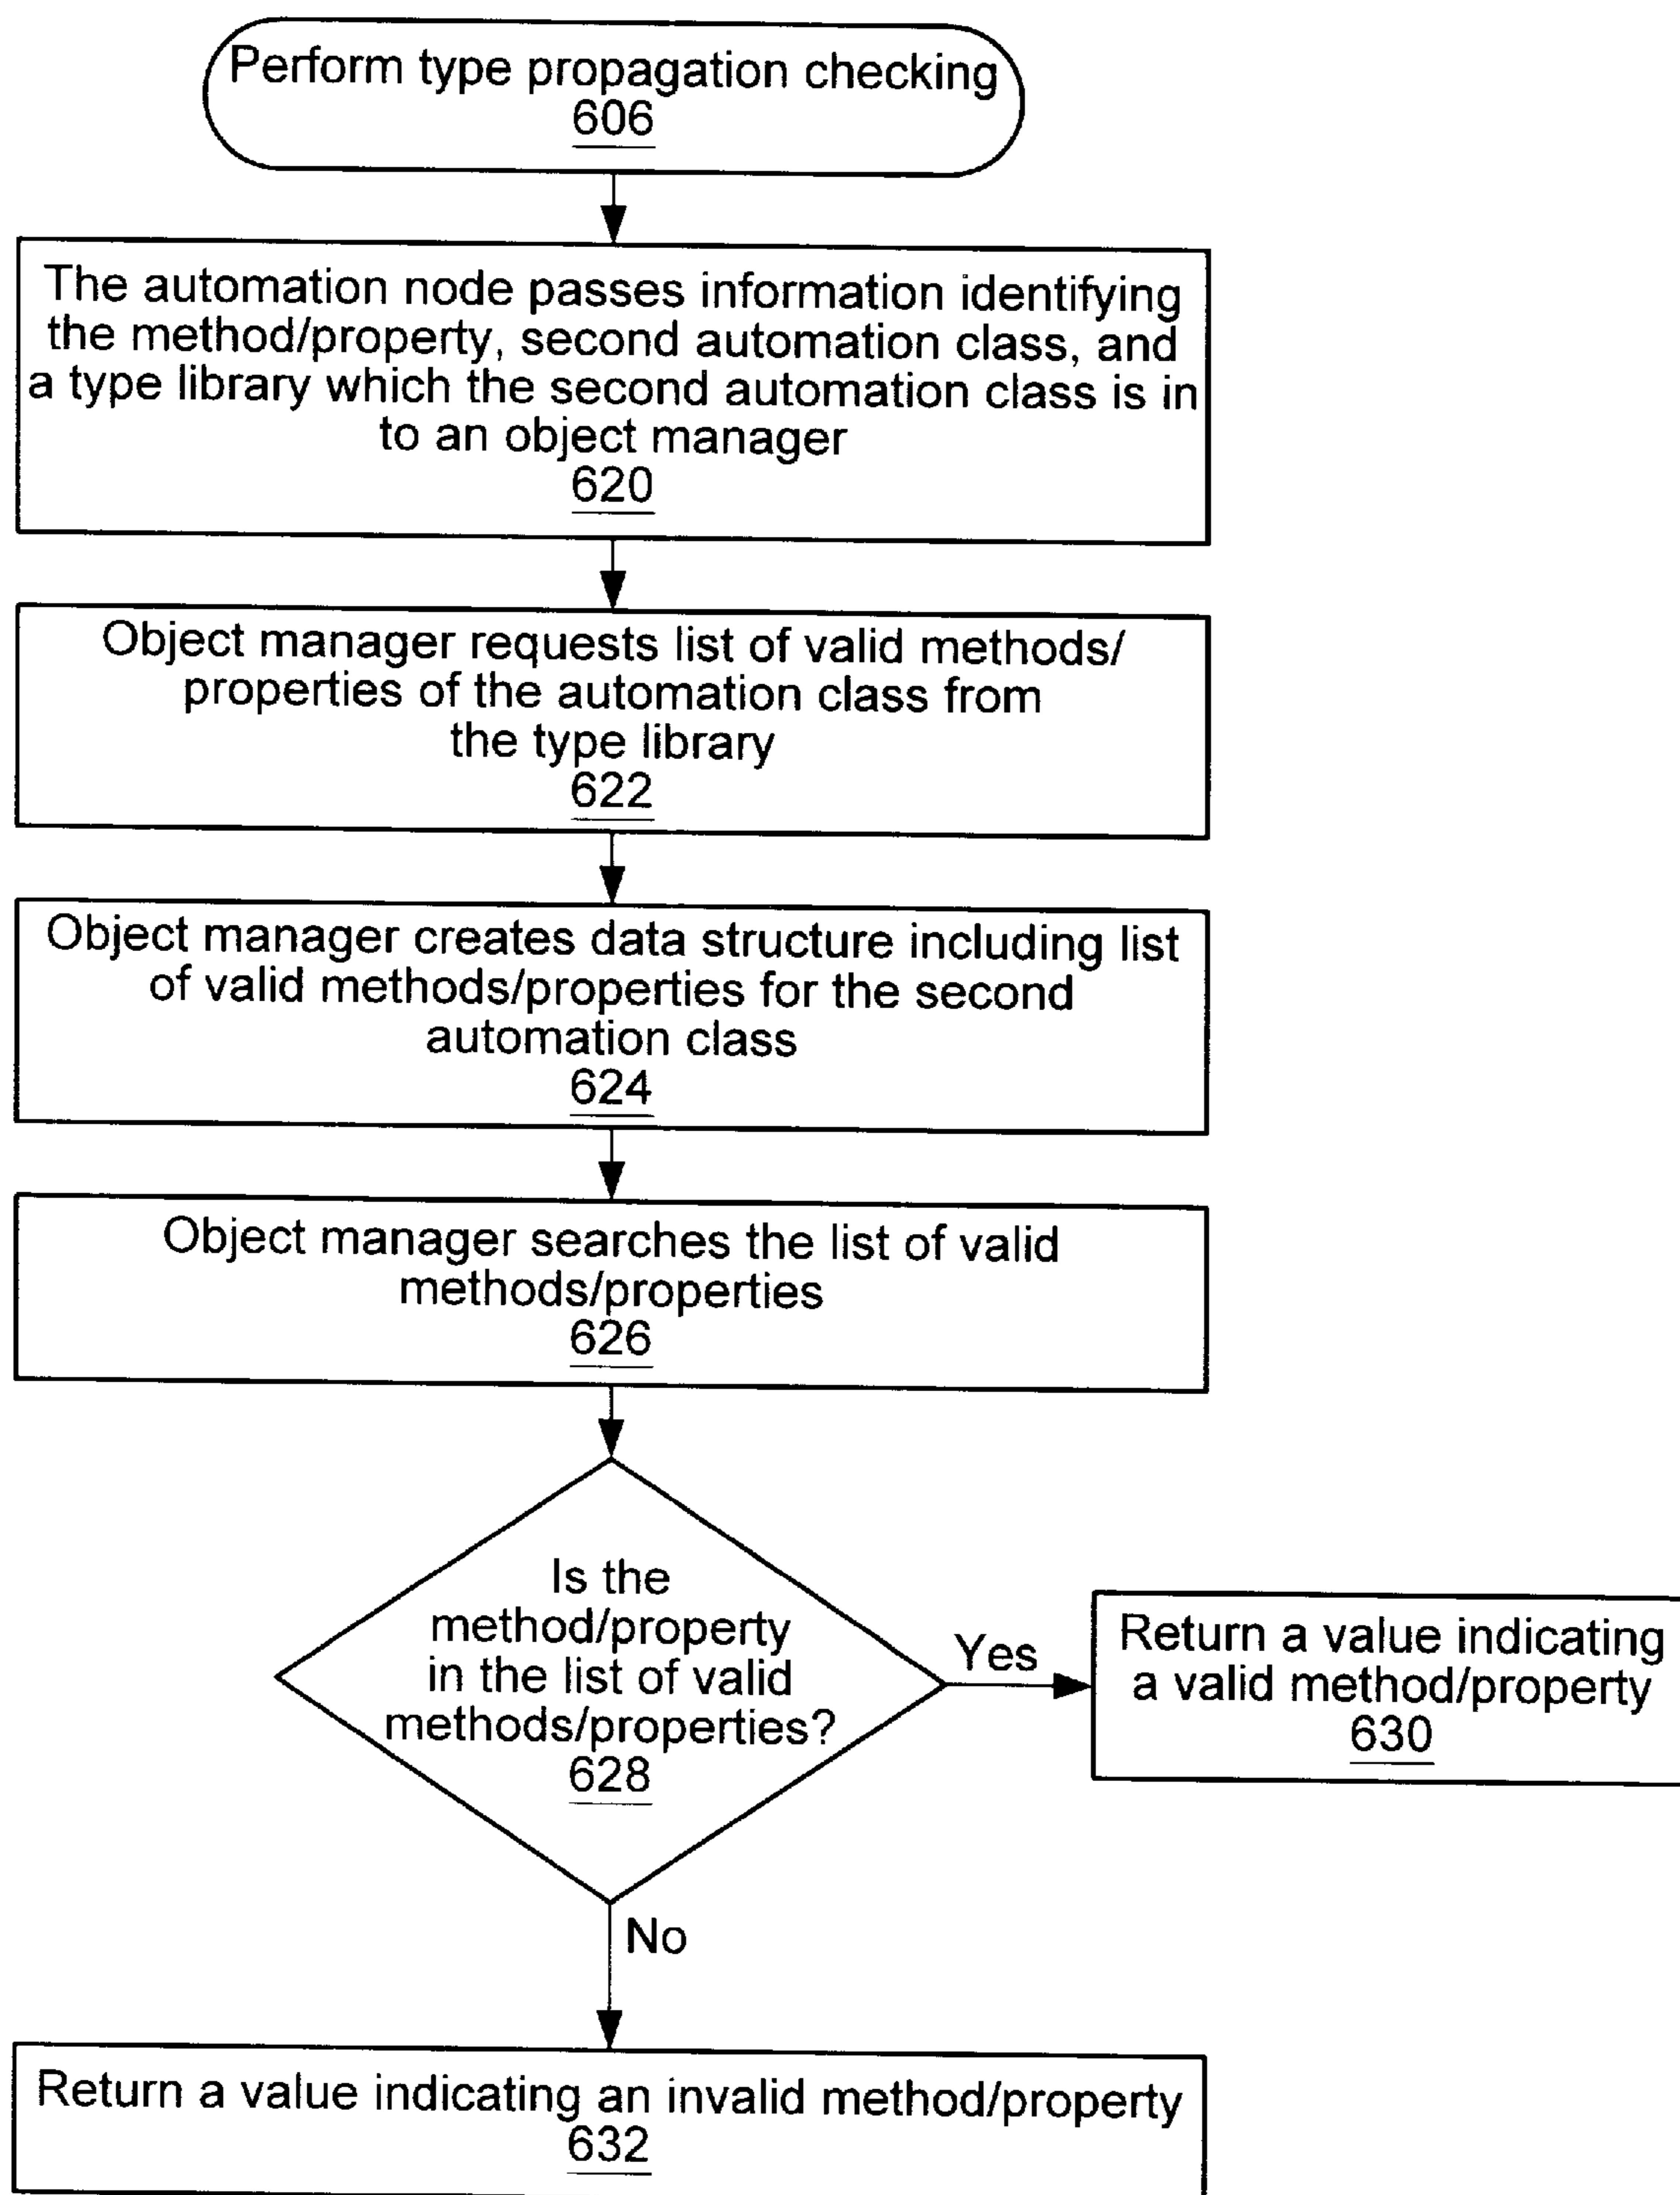 Perform type propagation checking
606
The automation node passes information identifying
the method/property, second automation class, and
a type library which the second automation class is in
to an object manager
620
Object manager requests list of valid methods/
properties of the automation class from
the type library
622
Object manager creates data structure including list
of valid methods/properties for the second
automation class
624
Object manager searches the list of valid
methods/properties
626
Is the
method/property
in the list of valid
methods/properties?
628
Yes
Return a value indicating
a valid method/property
630
No
Return a value indicating an invalid method/property
632